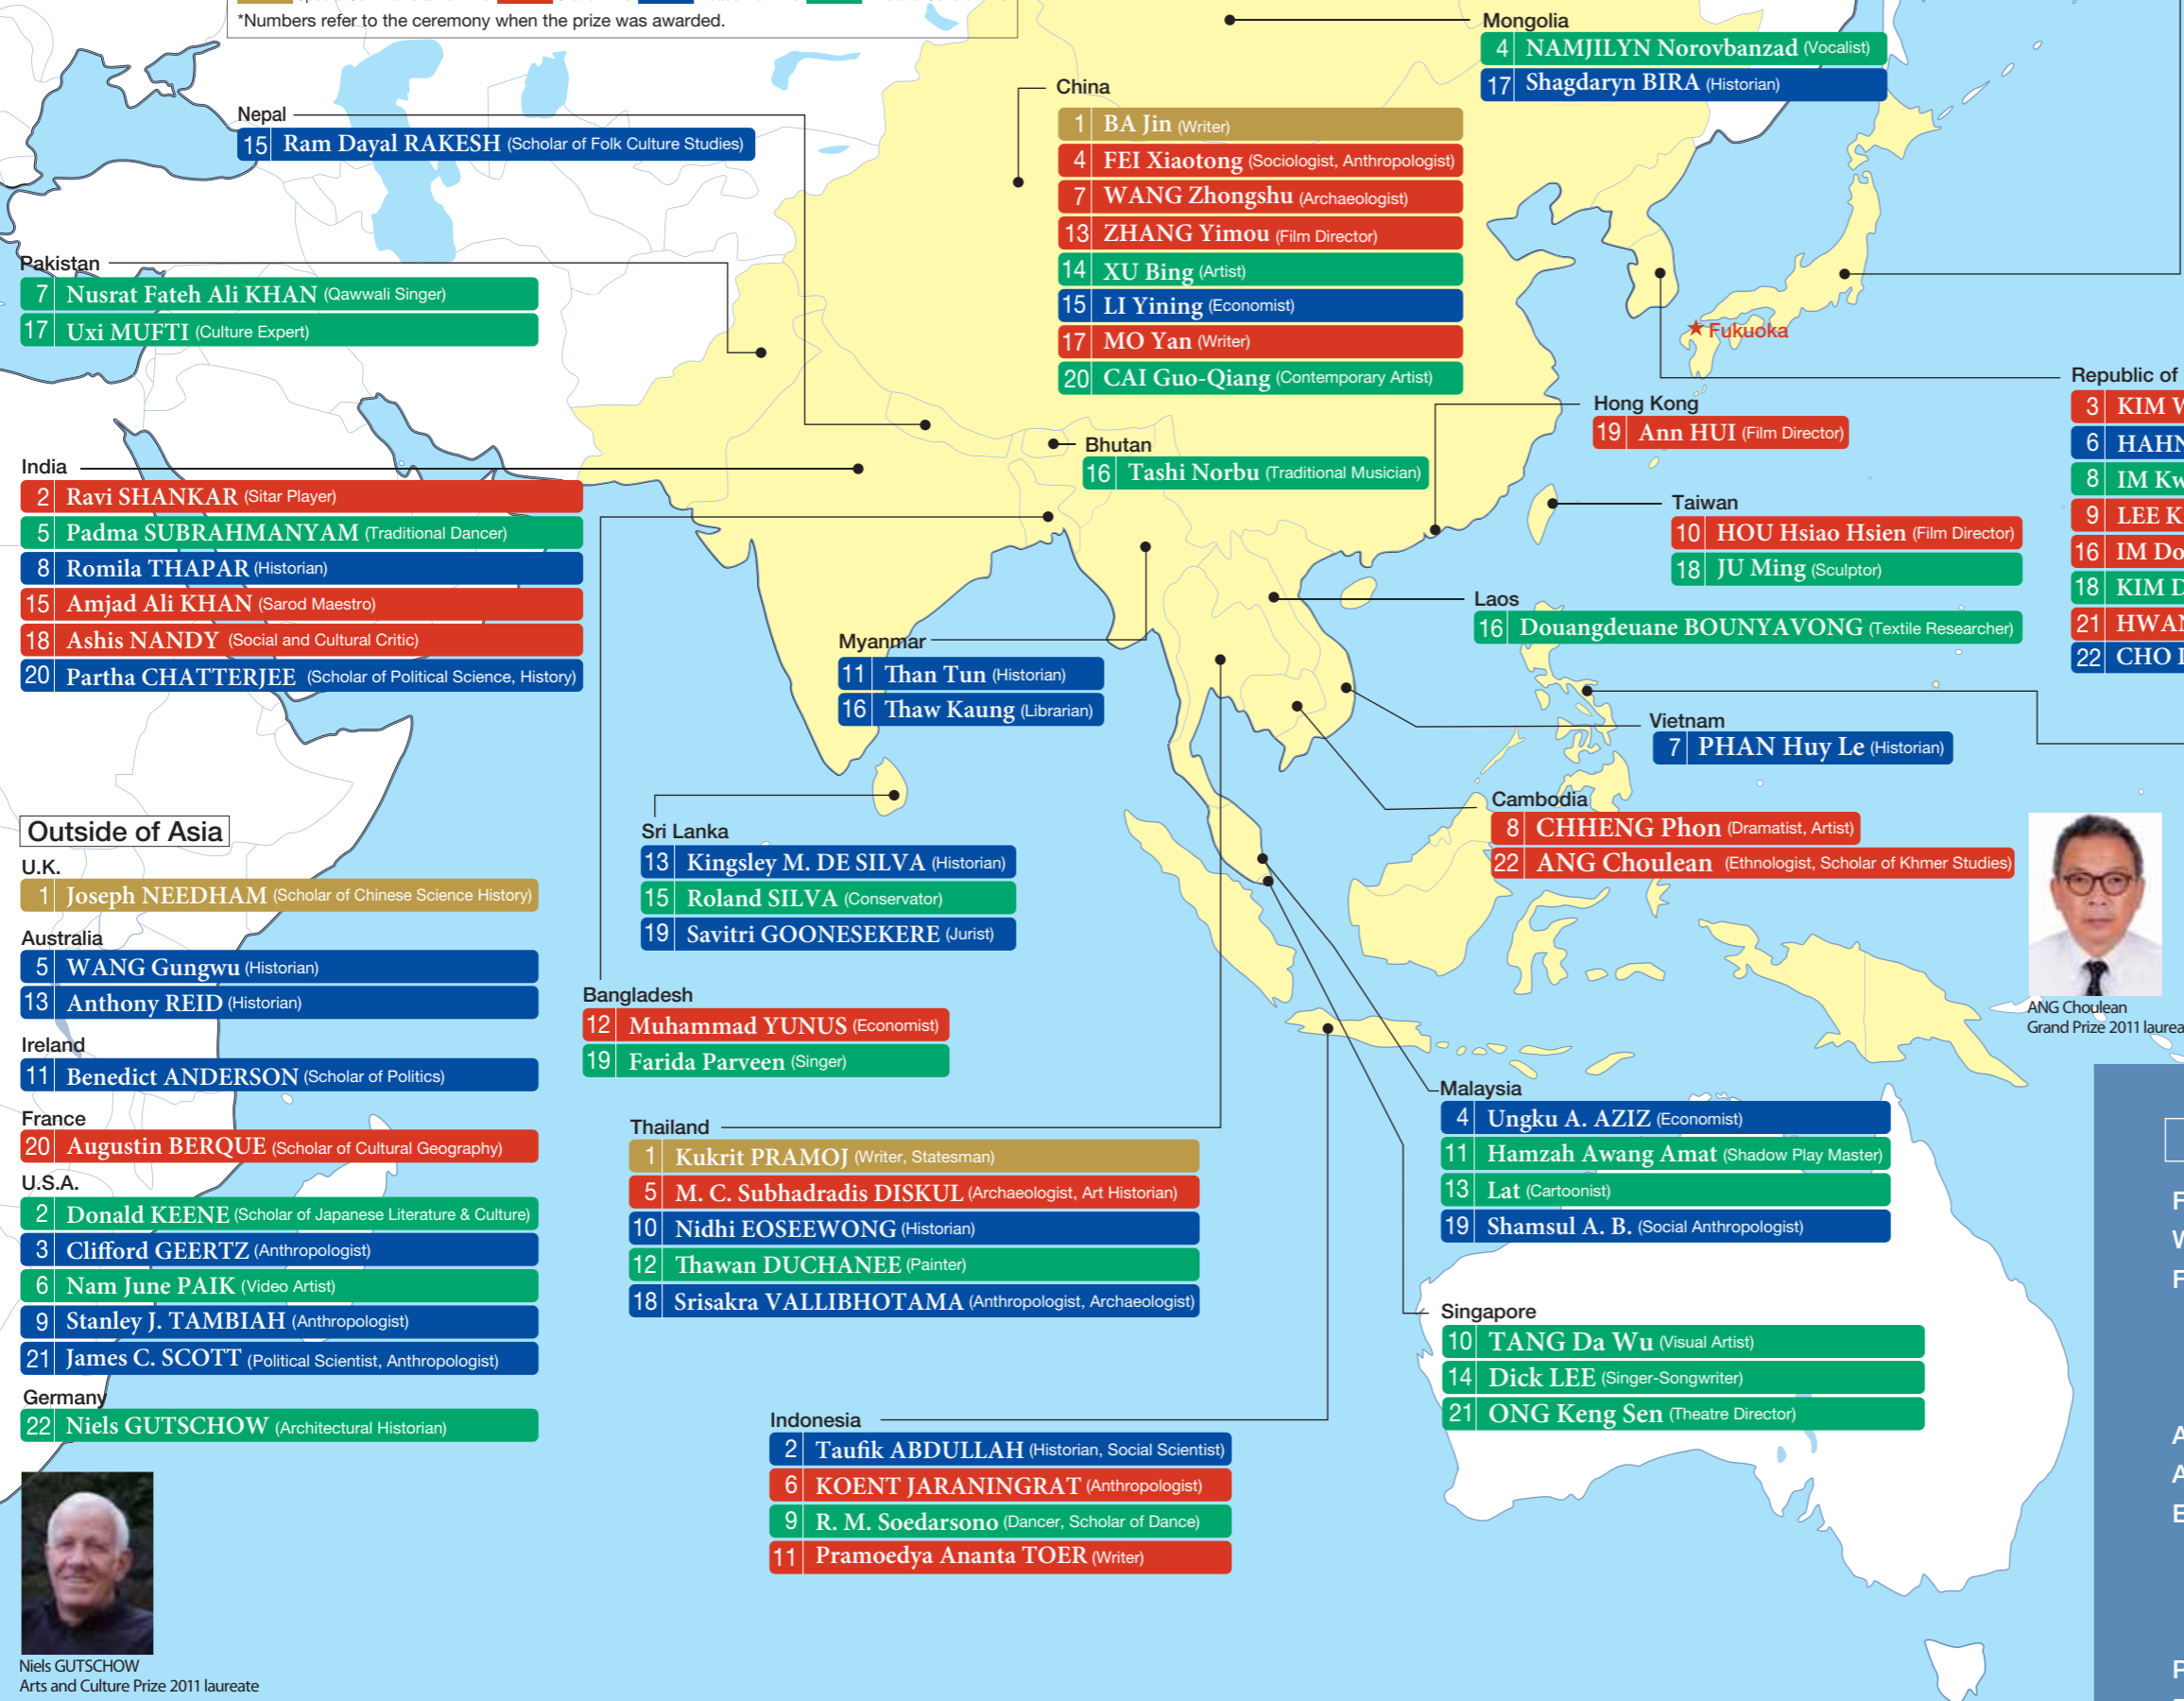 *Numbers refer to the ceremony when the prize was awarded.
Mongolia
4 NAMJILYN Norovbanzad (Vocalist)
17 Shagdaryn BIRA (Historian)
China
1 BA Jin (Writer)
4 FEI Xiaotong (Sociologist, Anthropologist)
7 WANG Zhongshu (Archaeologist)
13 ZHANG Yimou (Film Director)
14 XU Bing (Artist)
15 LI Yining (Economist)
17 MO Yan (Writer)
20 CAI Guo-Qiang (Contemporary Artist)
Nepal
15 Ram Dayal RAKESH (Scholar of Folk Culture Studies)
Pakistan
7 Nusrat Fateh Ali KHAN (Qawwali Singer)
17 Uxi MUFTI (Culture Expert)
Fukuoka
Republic of
3 KIM
6 HAHN
8 IM
9 LEE
16 IM
18 KIM
21
22 CHO
Hong Kong
19 Ann HUI (Film Director)
Bhutan
16 Tashi Norbu (Traditional Musician)
India
2 Ravi SHANKAR (Sitar Player)
5 Padma SUBRAHMANYAM (Traditional Dancer)
8 Romila THAPAR (Historian)
15 Amjad Ali KHAN (Sarod Maestro)
18 Ashis NANDY (Social and Cultural Critic)
20 Partha CHATTERJEE (Scholar of Political Science, History)
Taiwan
10 HOU Hsiao Hsien (Film Director)
18 JU Ming (Sculptor)
Laos
16 Douangdeuane BOUNYAVONG (Textile Researcher)
Myanmar
11 Than Tun (Historian)
16 Thaw Kaung (Librarian)
Vietnam
7 PHAN Huy Le (Historian)
Cambodia
8 CHHENG Phon (Dramatist, Artist)
22 ANG Choulean (Ethnologist, Scholar of Khmer Studies)
ANG Choulean
Grand Prize 2011
Sri Lanka
13 Kingsley M. DE SILVA (Historian)
15 Roland SILVA (Conservator)
19 Savitri GOONESEKERE (Jurist)
Outside of Asia
U.K.
1 Joseph NEEDHAM (Scholar of Chinese Science History)
Australia
5 WANG Gungwu (Historian)
13 Anthony REID (Historian)
Ireland
11 Benedict ANDERSON (Scholar of Politics)
France
20 Augustin BERQUE (Scholar of Cultural Geography)
U.S.A.
2 Donald KEENE (Scholar of Japanese Literature & Culture)
3 Clifford GEERTZ (Anthropologist)
6 Nam June PAIK (Video Artist)
9 Stanley J. TAMBIAH (Anthropologist)
21 James C. SCOTT (Political Scientist, Anthropologist)
Germany
22 Niels GUTSCHOW (Architectural Historian)
Niels GUTSCHOW
Arts and Culture Prize 2011 laureate
Bangladesh
12 Muhammad YUNUS (Economist)
19 Farida Parveen (Singer)
Thailand
1 Kukrit PRAMOJ (Writer, Statesman)
5 M. C. Subhadradis DISKUL (Archaeologist, Art Historian)
10 Nidhi EOSEEWONG (Historian)
12 Thawan DUCHANEE (Painter)
18 Srisakra VALLIBHOTAMA (Anthropologist, Archaeologist)
Malaysia
4 Ungku A. AZIZ (Economist)
11 Hamzah Awang Amat (Shadow Play Master)
13 Lat (Cartoonist)
19 Shamsul A. B. (Social Anthropologist)
Singapore
10 TANG Da Wu (Visual Artist)
14 Dick LEE (Singer-Songwriter)
21 ONG Keng Sen (Theatre Director)
Indonesia
2 Taufik ABDULLAH (Historian, Social Scientist)
6 KOENT JARANINGRAT (Anthropologist)
9 R. M. Soedarsono (Dancer, Scholar of Dance)
11 Pramoedya Ananta TOER (Writer)